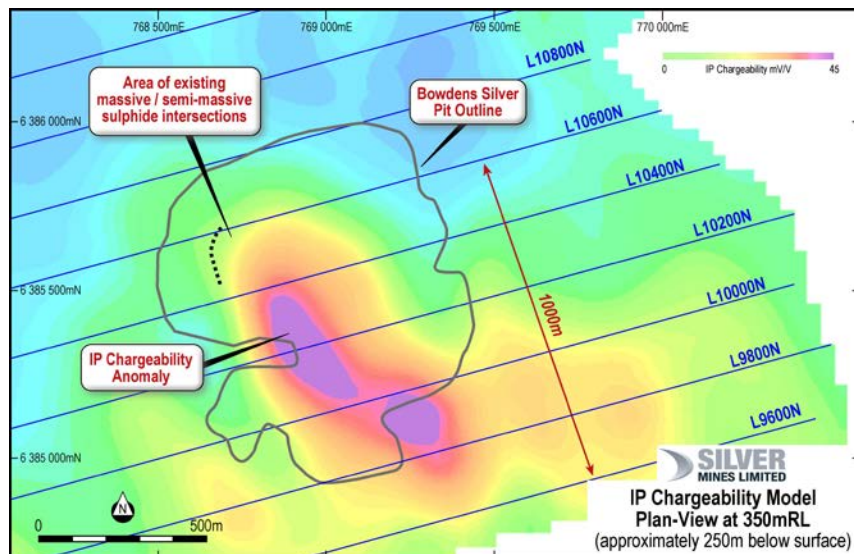 768 500mE
769 000mE
769 500mE
770 000mE
IP Chargeability mV/V
45
L10800N
Area of existing
massive / semi-massive
sulphide intersections
Bowdens Silver
Pit Outline
L10600N
6 386 000mN
L10400N
L10200N
6 385 500mN
L10000N
1000m
IP Chargeability
Anomaly
L9800N
L9600N
6 385 000mN
SILVER
MINES LIMITED
N
0
500m
IP Chargeability Model
Plan-View at 350mRL
(approximately 250m below surface)